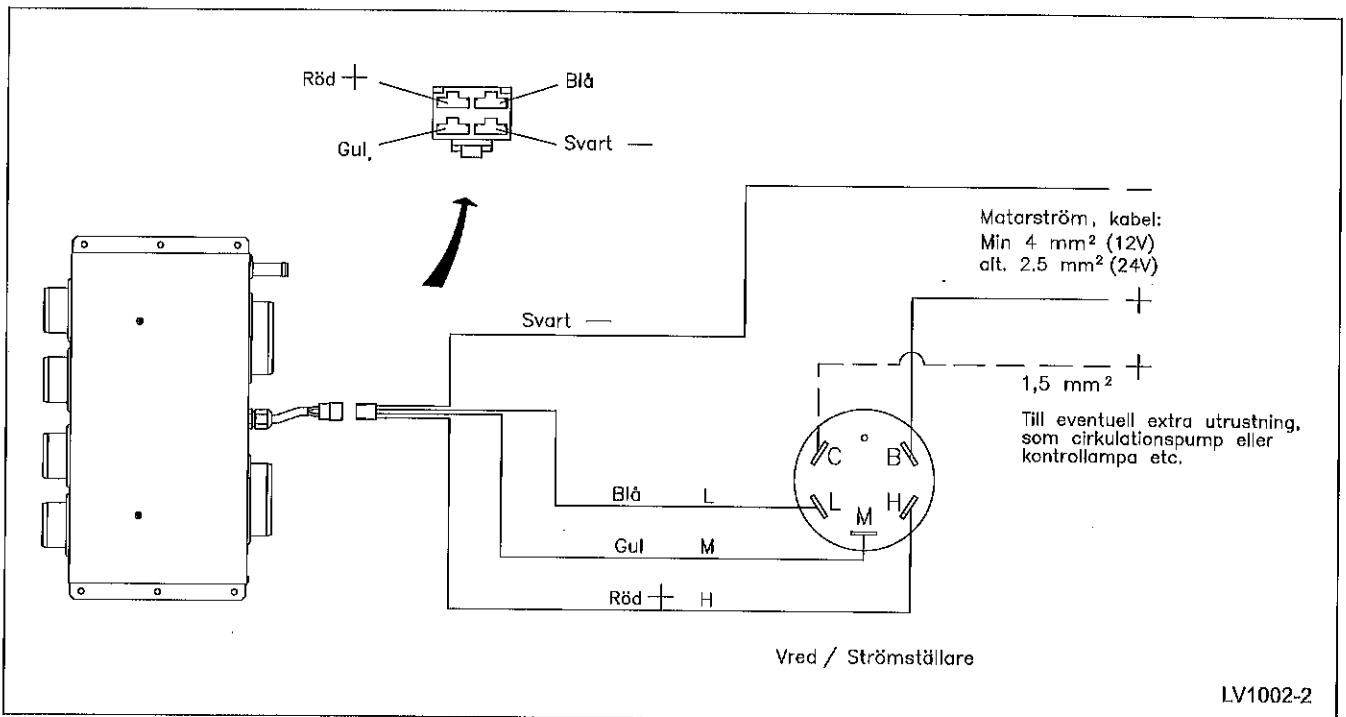 Röd +
Blå
Gul,
Svart —
Matarström, kabel:
Min 4 mm² (12V)
alt. 2.5 mm² (24V)
Svart —
1,5 mm²
Till eventuell extra utrustning,
som cirkulationspump eller
kontrollampa etc.
C
B
L
H
M
Blå L
Gul M
Röd + H
Vred / Strömställare
LV1002-2